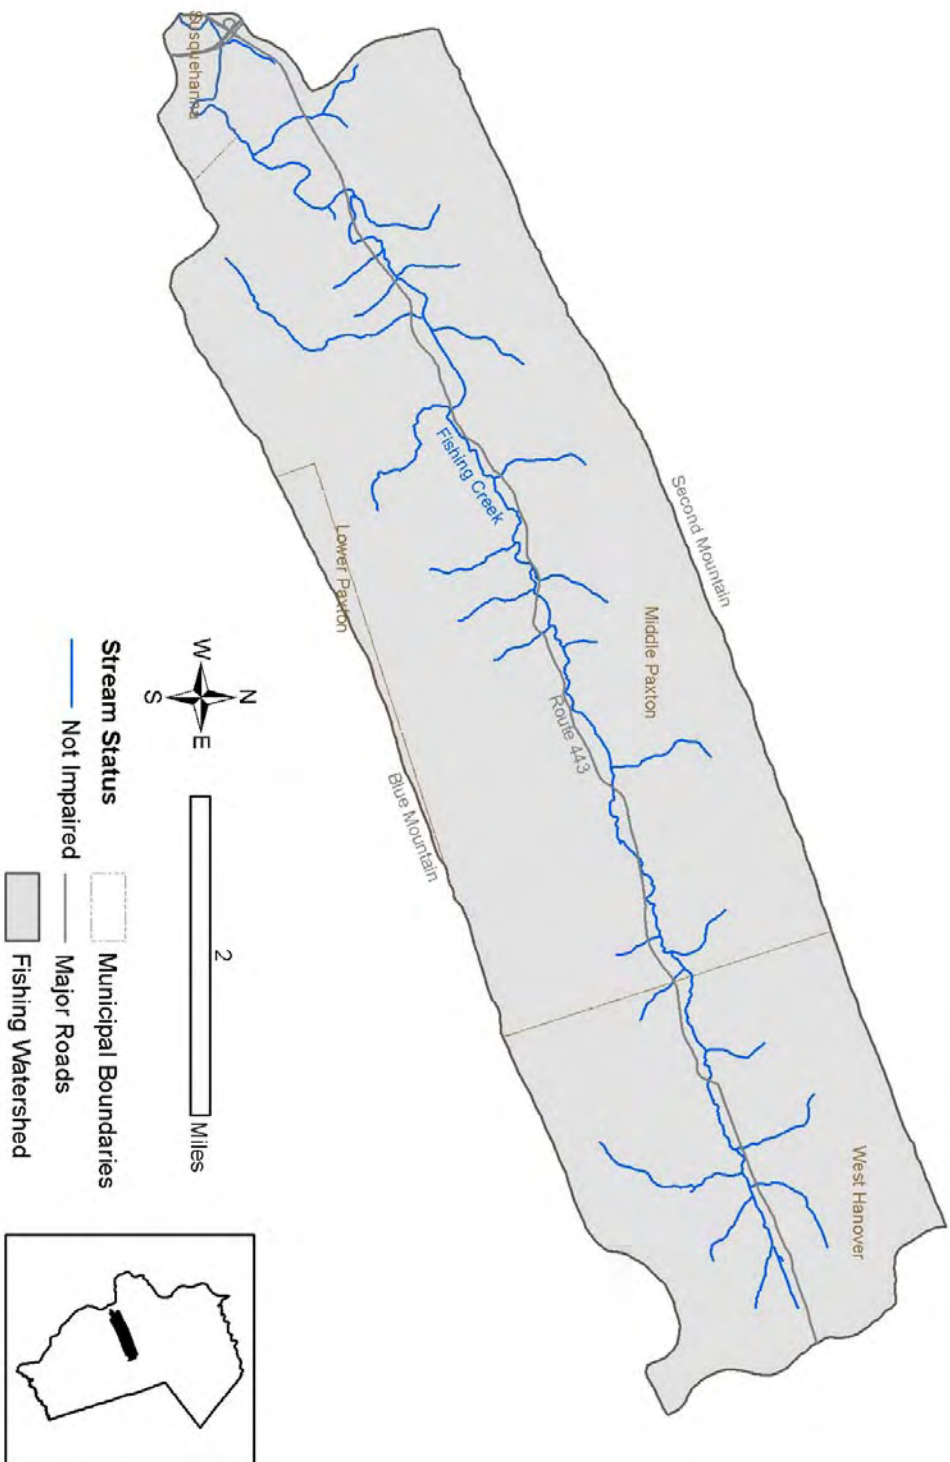 Susquehanna
Second Mountain
Middle Paxton
Fishing Creek
Lower Paxton
Route 443
Blue Mountain
West Hanover
N
W
E
S
2
Miles
Stream Status
Not Impaired
Municipal Boundaries
Major Roads
Fishing Watershed